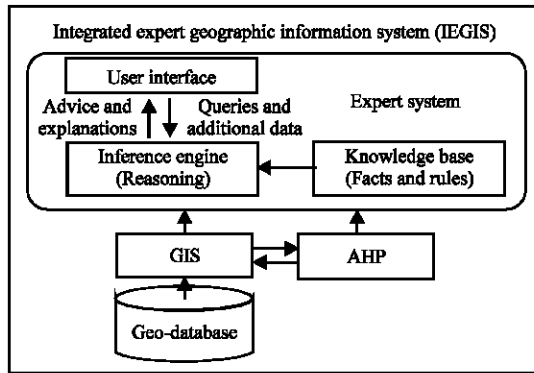 Integrated expert geographic information system (IEGIS)
User interface
Advice and
explanations
Queries and
additional data
Expert system
Inference engine
(Reasoning)
Knowledge base
(Facts and rules)
GIS
AHP
Geo-database